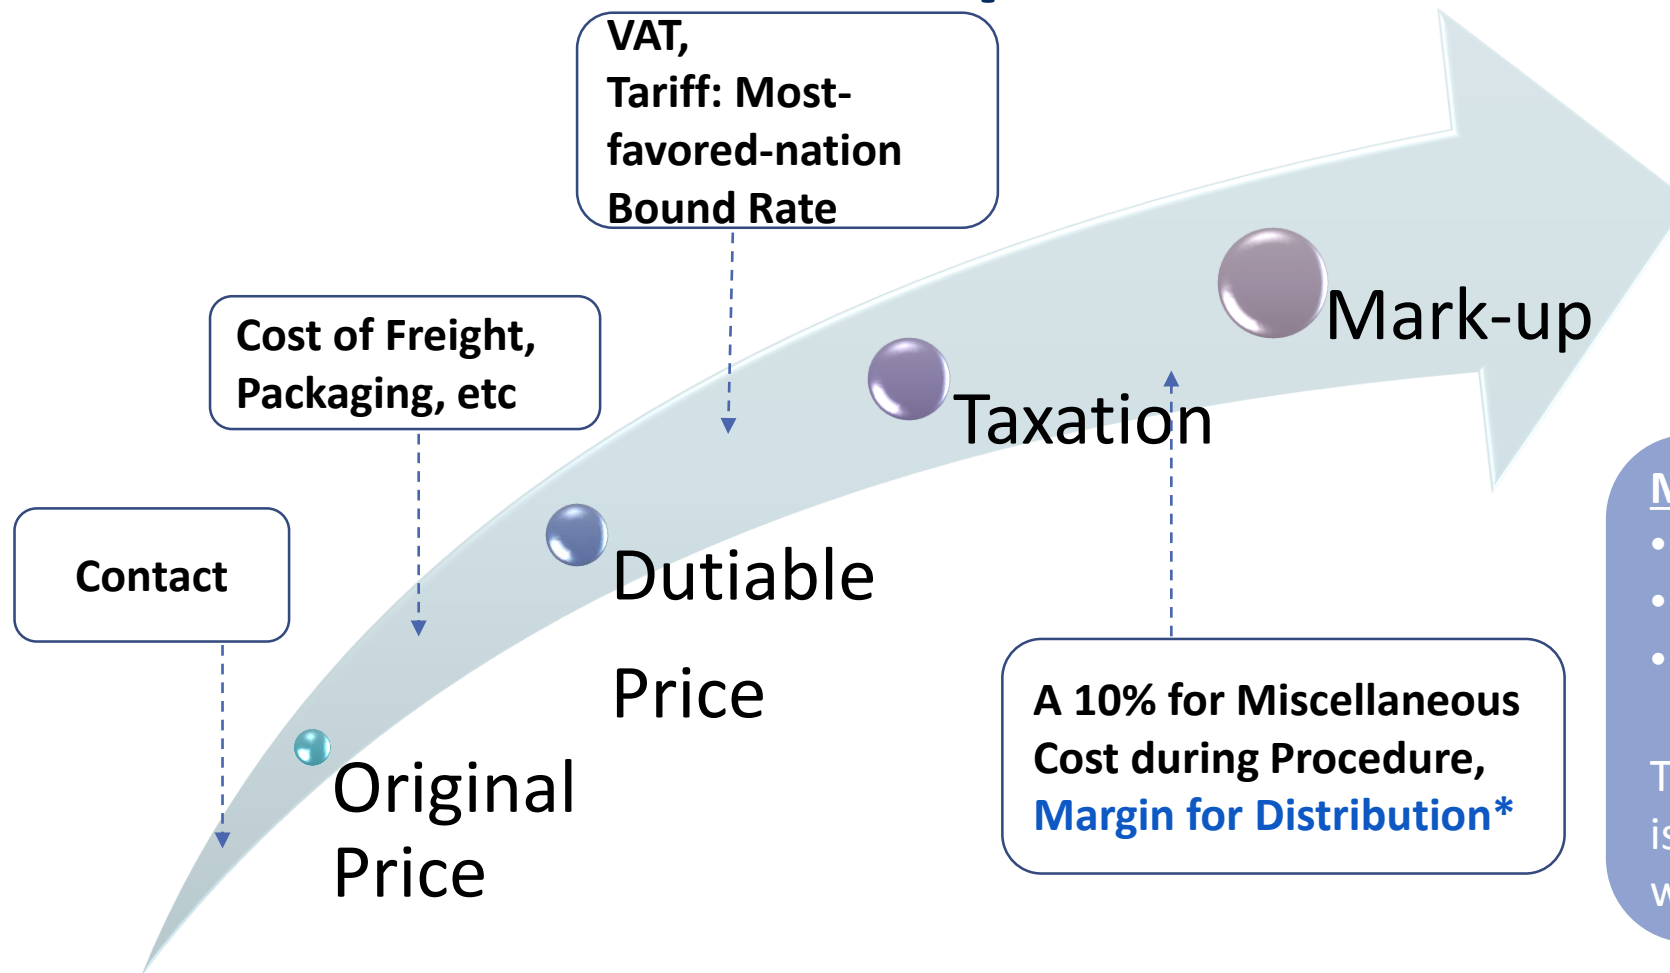 VAT,
Tariff: Most-
favored-nation
Bound Rate
Mark-up
Cost of Freight,
Packaging, etc
Taxation
Contact
Dutiable
Price
A 10% for Miscellaneous
Cost during Procedure,
Margin for Distribution*
Original
Price